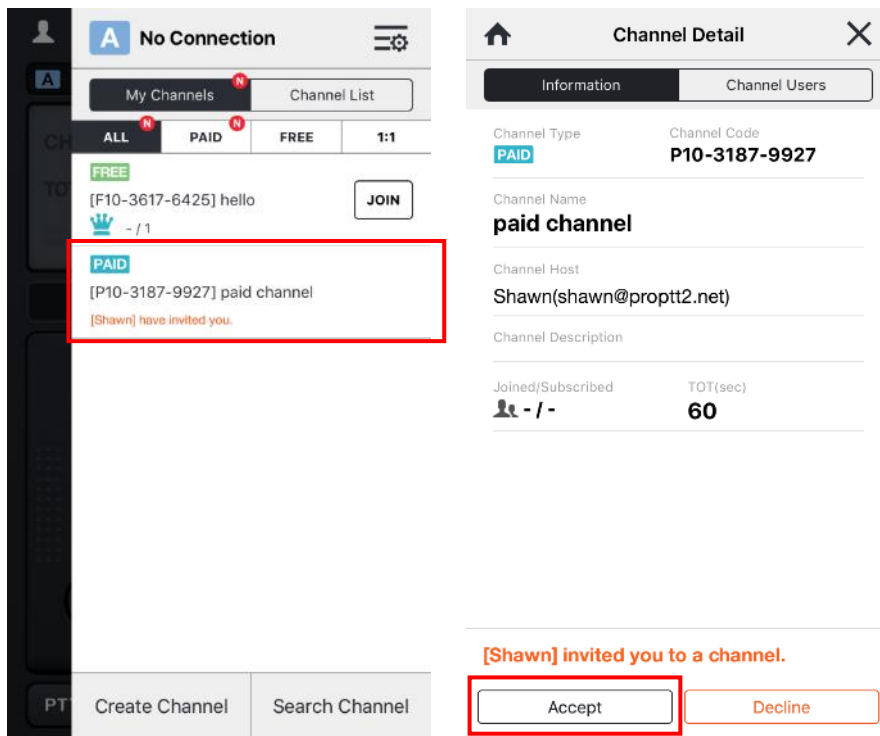 A No Connection
A
My Channels N Channel List
ALL N PAID N FREE 1:1
CH
FREE
TO
[F10-3617-6425] hello JOIN
- / 1
PAID
[P10-3187-9927] paid channel
[Shawn] have invited you.
PT
Create Channel Search Channel
Channel Detail
Information Channel Users
Channel Type Channel Code
PAID P10-3187-9927
Channel Name
paid channel
Channel Host
Shawn(shawn@proptt2.net)
Channel Description
Joined/Subscribed TOT(sec)
- / - 60
[Shawn] invited you to a channel.
Accept Decline